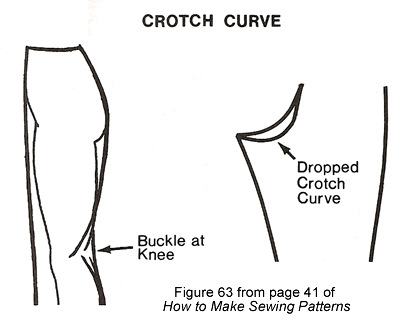 CROTCH CURVE
Buckle at
Knee
Dropped
Crotch
Curve
Figure 63 from page 41 of
How to Make Sewing Patterns